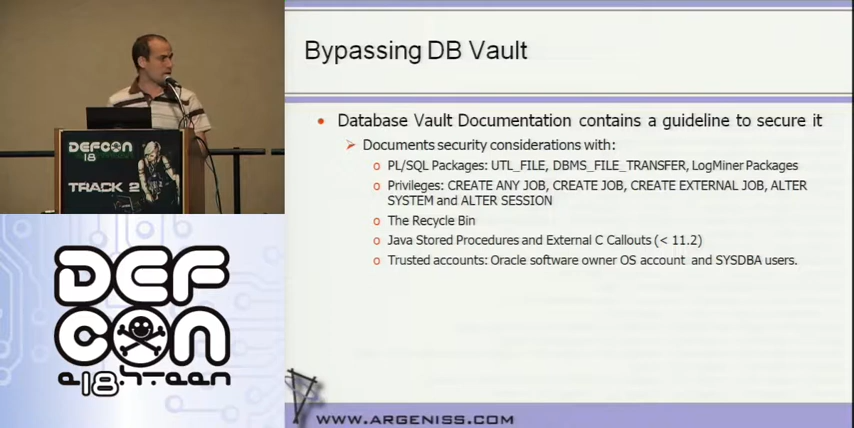 Bypassing DB Vault
• Database Vault Documentation contains a guideline to secure it
➢ Documents security considerations with:
o PL/SQL Packages: UTL_FILE, DBMS_FILE_TRANSFER, LogMiner Packages
o Privileges: CREATE ANY JOB, CREATE JOB, CREATE EXTERNAL JOB, ALTER
SYSTEM and ALTER SESSION
o The Recycle Bin
o Java Stored Procedures and External C Callouts (< 11.2)
o Trusted accounts: Oracle software owner OS account and SYSDBA users.
WWW.ARGENISS.COM
DEFCON
18
TRACK 2
DEF
CON
e18hteen